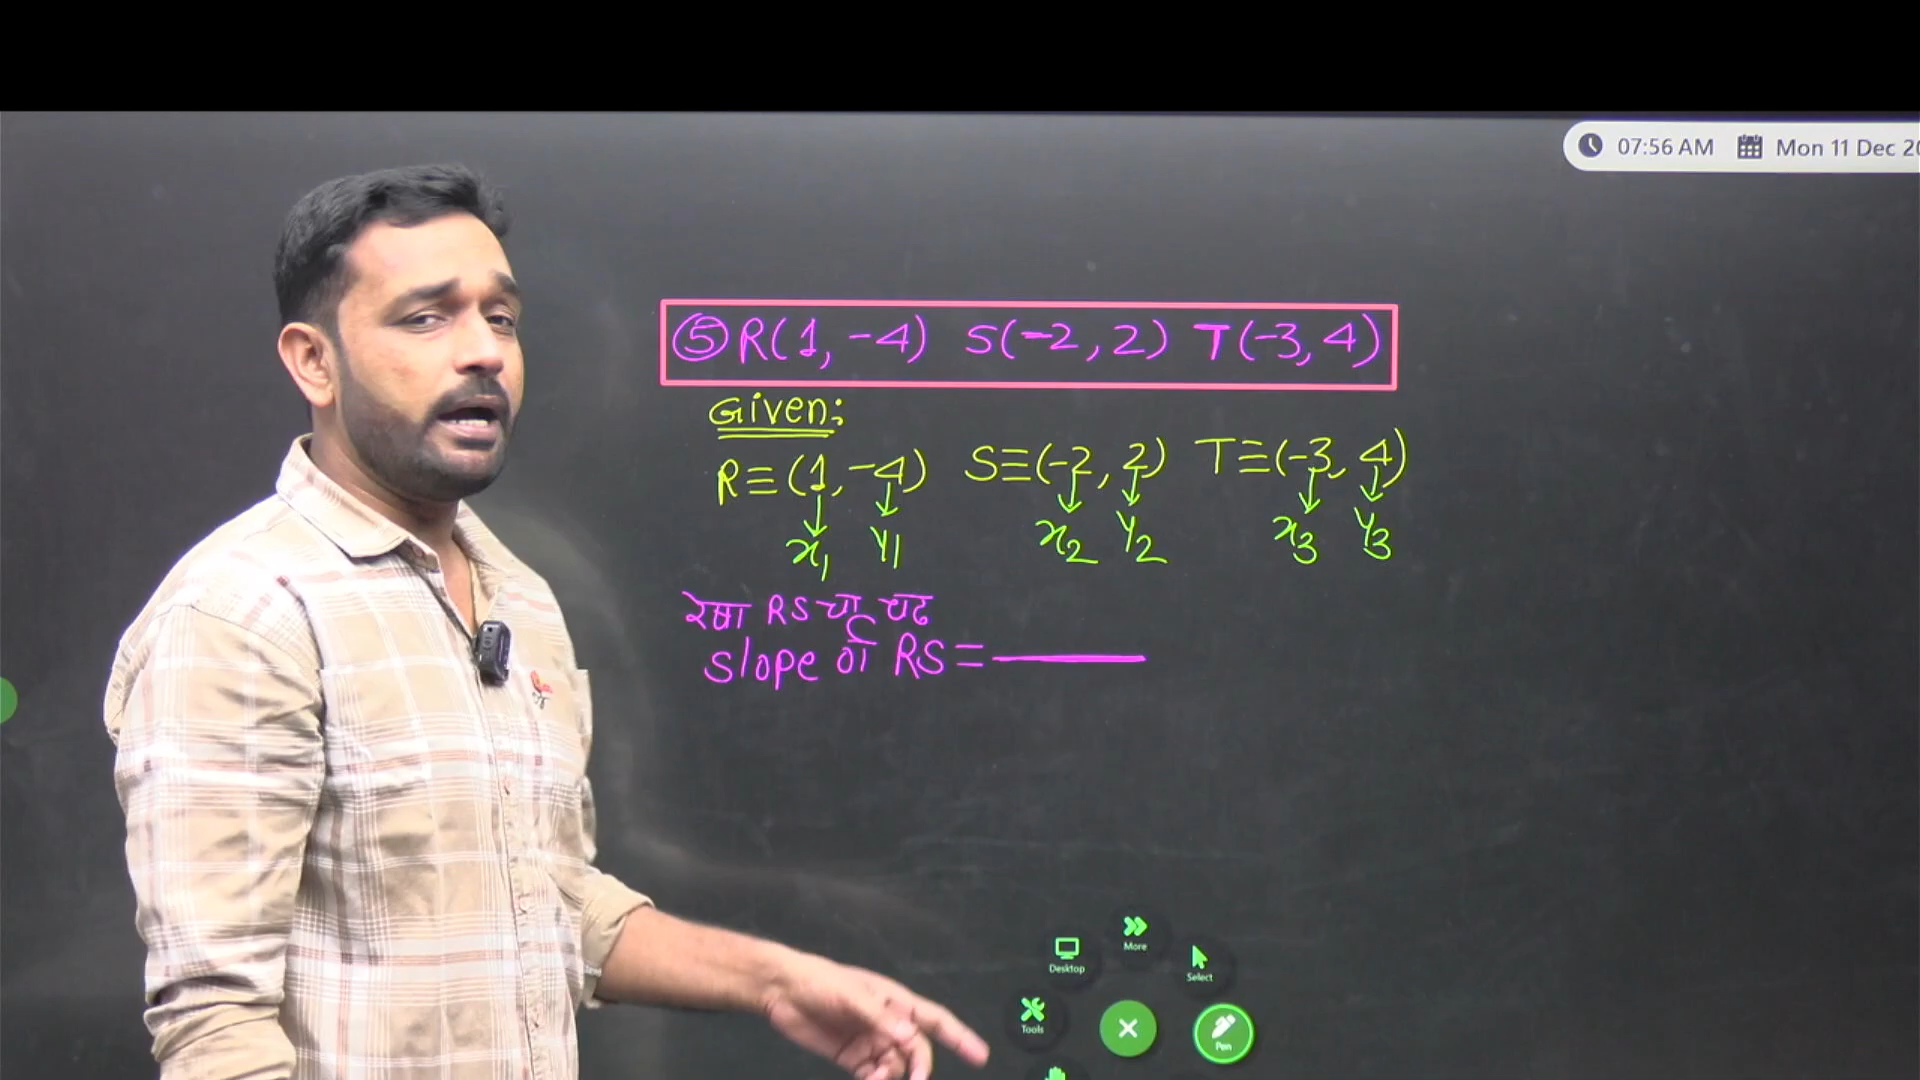 07:56 AM Mon 11 Dec 20
⑤ R(1, -4) S(-2, 2) T(-3, 4)
Given:
R≡(1, -4) S≡(-2, 2) T≡(-3, 4)
x₁ y₁ x₂ y₂ x₃ y₃
रेषा RS चा चढ
slope of RS = ———
More
Desktop
Select
Tools
Pen